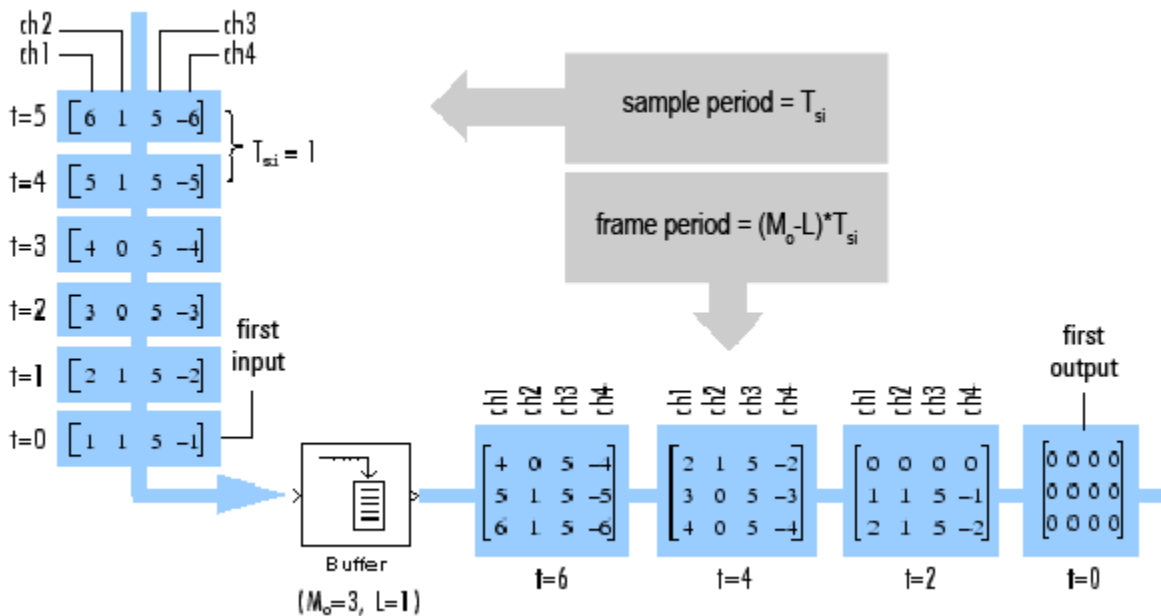 ch2 ch3
ch1 ch4
t=5 [6 1 5 −6]
t=4 [5 1 5 −5]
T_si = 1
t=3 [4 0 5 −4]
t=2 [3 0 5 −3]
t=1 [2 1 5 −2]
t=0 [1 1 5 −1]
first
input
sample period = T_si
frame period = (M_o-L)*T_si
Buffer
(M_o=3, L=1)
ch1 ch2 ch3 ch4
4 0 5 −4
5 1 5 −5
6 1 5 −6
t=6
ch1 ch2 ch3 ch4
2 1 5 −2
3 0 5 −3
4 0 5 −4
t=4
ch1 ch2 ch3 ch4
0 0 0 0
1 1 5 −1
2 1 5 −2
t=2
first
output
0 0 0 0
0 0 0 0
0 0 0 0
t=0